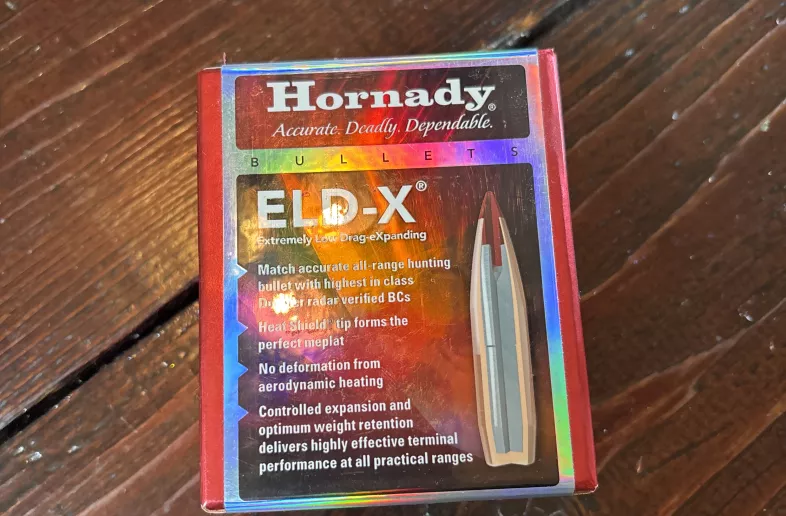 Hornady®
Accurate. Deadly. Dependable.
BULLETS
ELD-X®
Extremely Low Drag-eXpanding
Match accurate all-range hunting
bullet with highest in class
Doppler radar verified BCs
Heat Shield® tip forms the
perfect meplat
No deformation from
aerodynamic heating
Controlled expansion and
optimum weight retention
delivers highly effective terminal
performance at all practical ranges